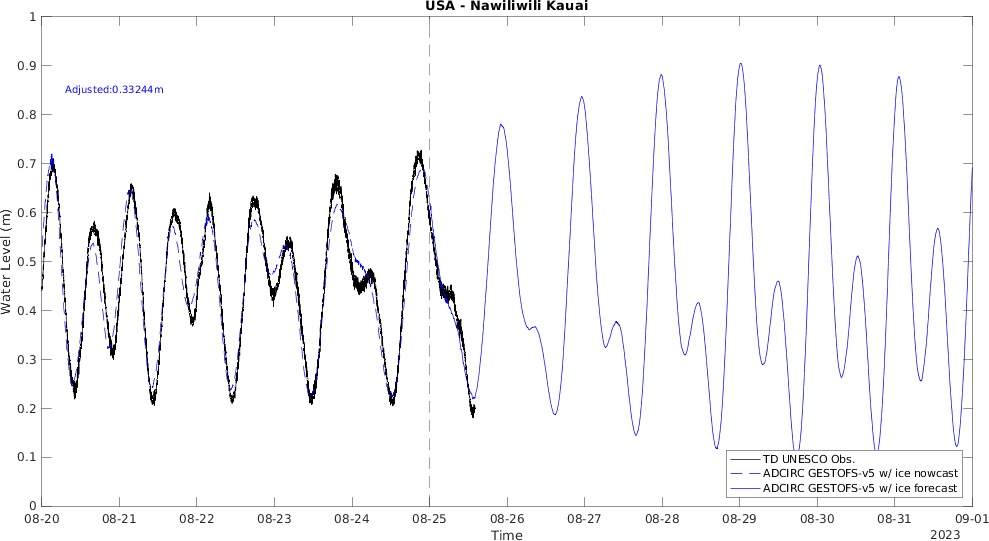 USA - Nawiliwili Kauai
1
0.9
Adjusted:0.33244m
0.8
0.7
0.6
0.5
0.4
0.3
0.2
0.1
0
Water Level (m)
TD UNESCO Obs.
ADCIRC GESTOFS-v5 w/ ice nowcast
ADCIRC GESTOFS-v5 w/ ice forecast
08-20 08-21 08-22 08-23 08-24 08-25 08-26 08-27 08-28 08-29 08-30 08-31 09-01
Time
2023